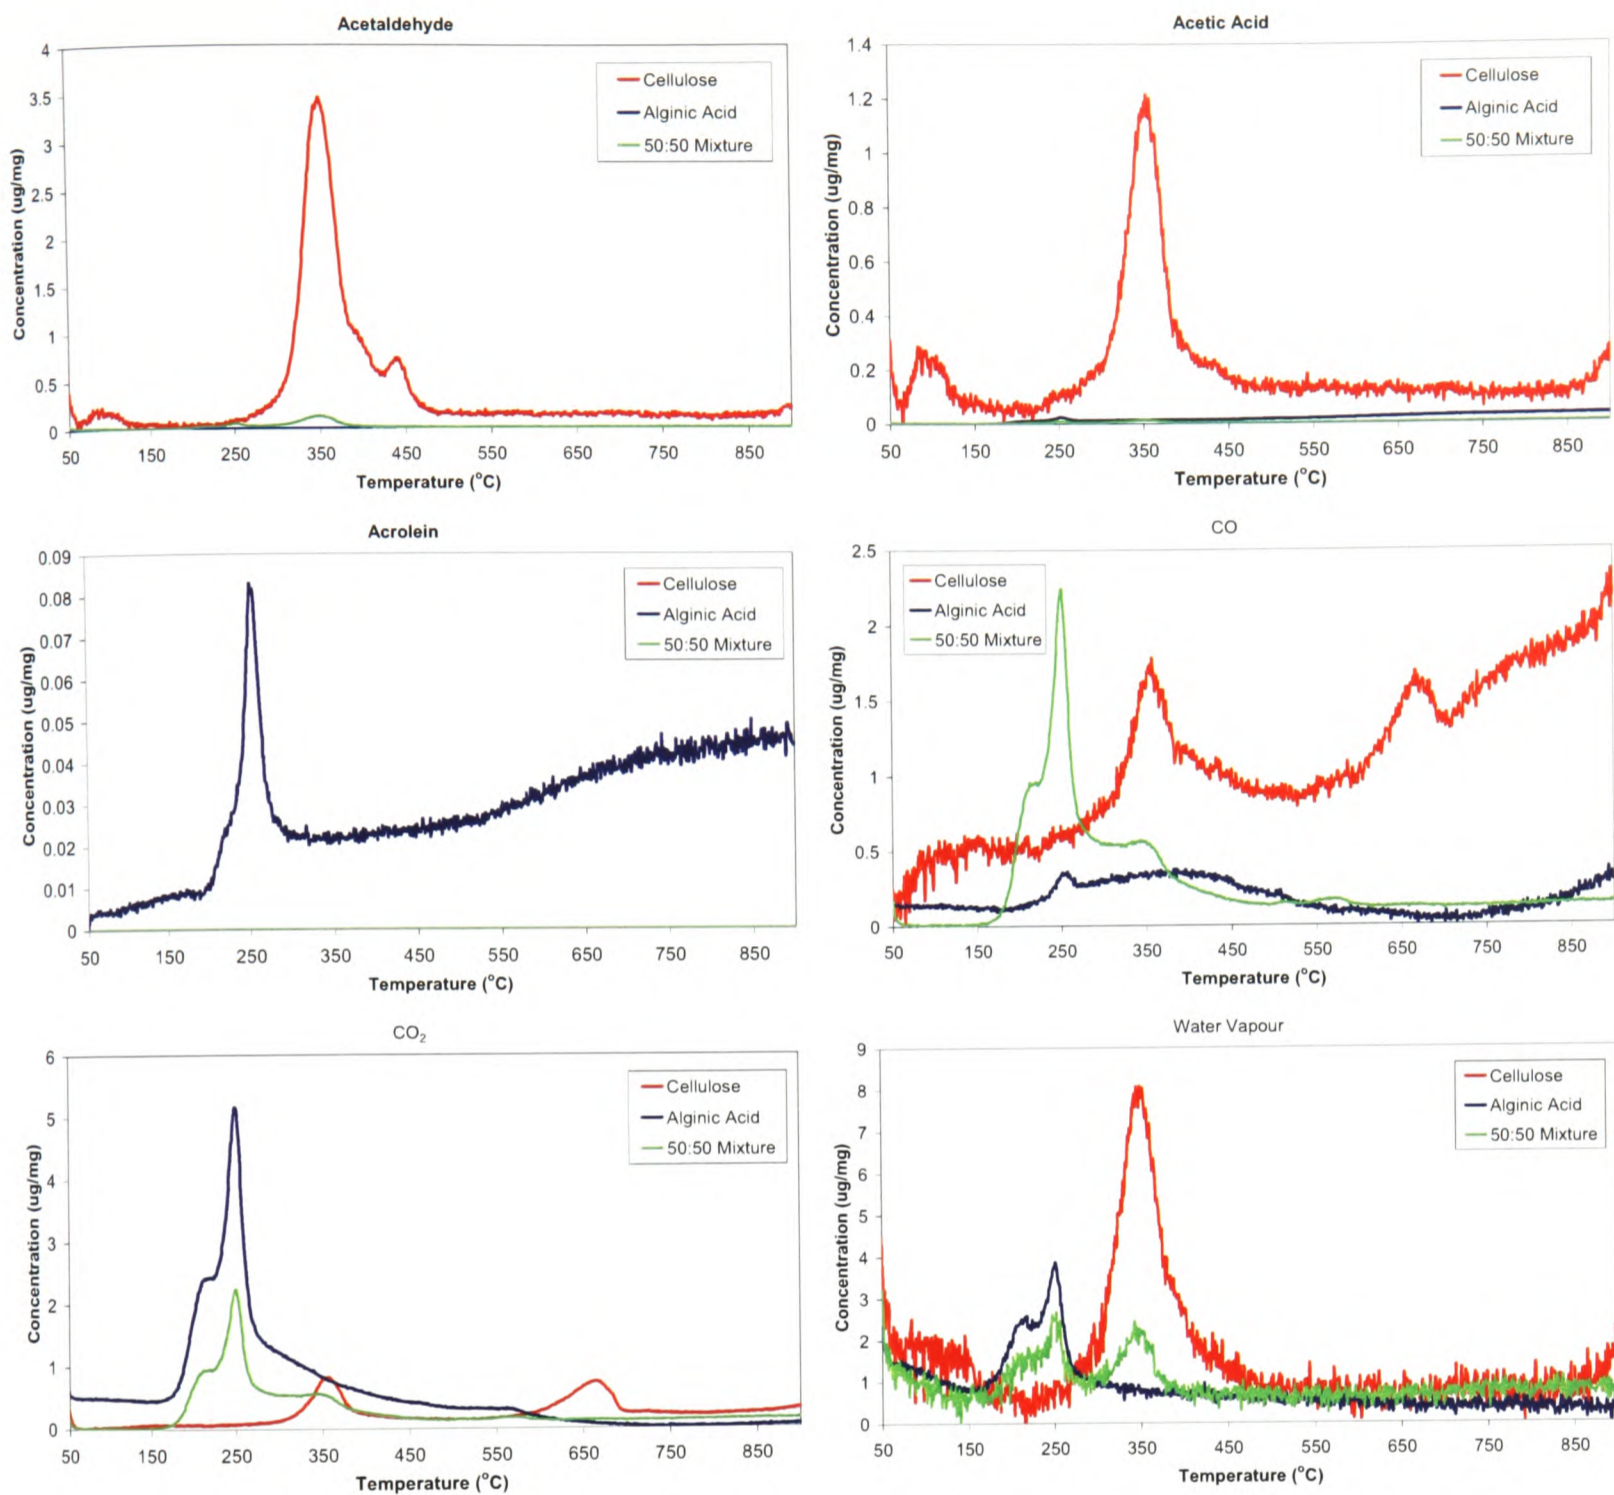 Acetaldehyde
Concentration (ug/mg)
4
3.5
3
2.5
2
1.5
1
0.5
0
Cellulose
Alginic Acid
50:50 Mixture
50 150 250 350 450 550 650 750 850
Temperature (°C)
Acetic Acid
Concentration (ug/mg)
1.4
1.2
1
0.8
0.6
0.4
0.2
0
Cellulose
Alginic Acid
50:50 Mixture
50 150 250 350 450 550 650 750 850
Temperature (°C)
Acrolein
Concentration (ug/mg)
0.09
0.08
0.07
0.06
0.05
0.04
0.03
0.02
0.01
0
Cellulose
Alginic Acid
50:50 Mixture
50 150 250 350 450 550 650 750 850
Temperature (°C)
CO
Concentration (ug/mg)
2.5
2
1.5
1
0.5
0
Cellulose
Alginic Acid
50:50 Mixture
50 150 250 350 450 550 650 750 850
Temperature (°C)
CO₂
Concentration (ug/mg)
6
5
4
3
2
1
0
Cellulose
Alginic Acid
50:50 Mixture
50 150 250 350 450 550 650 750 850
Temperature (°C)
Water Vapour
Concentration (ug/mg)
9
8
7
6
5
4
3
2
1
0
Cellulose
Alginic Acid
50:50 Mixture
50 150 250 350 450 550 650 750 850
Temperature (°C)